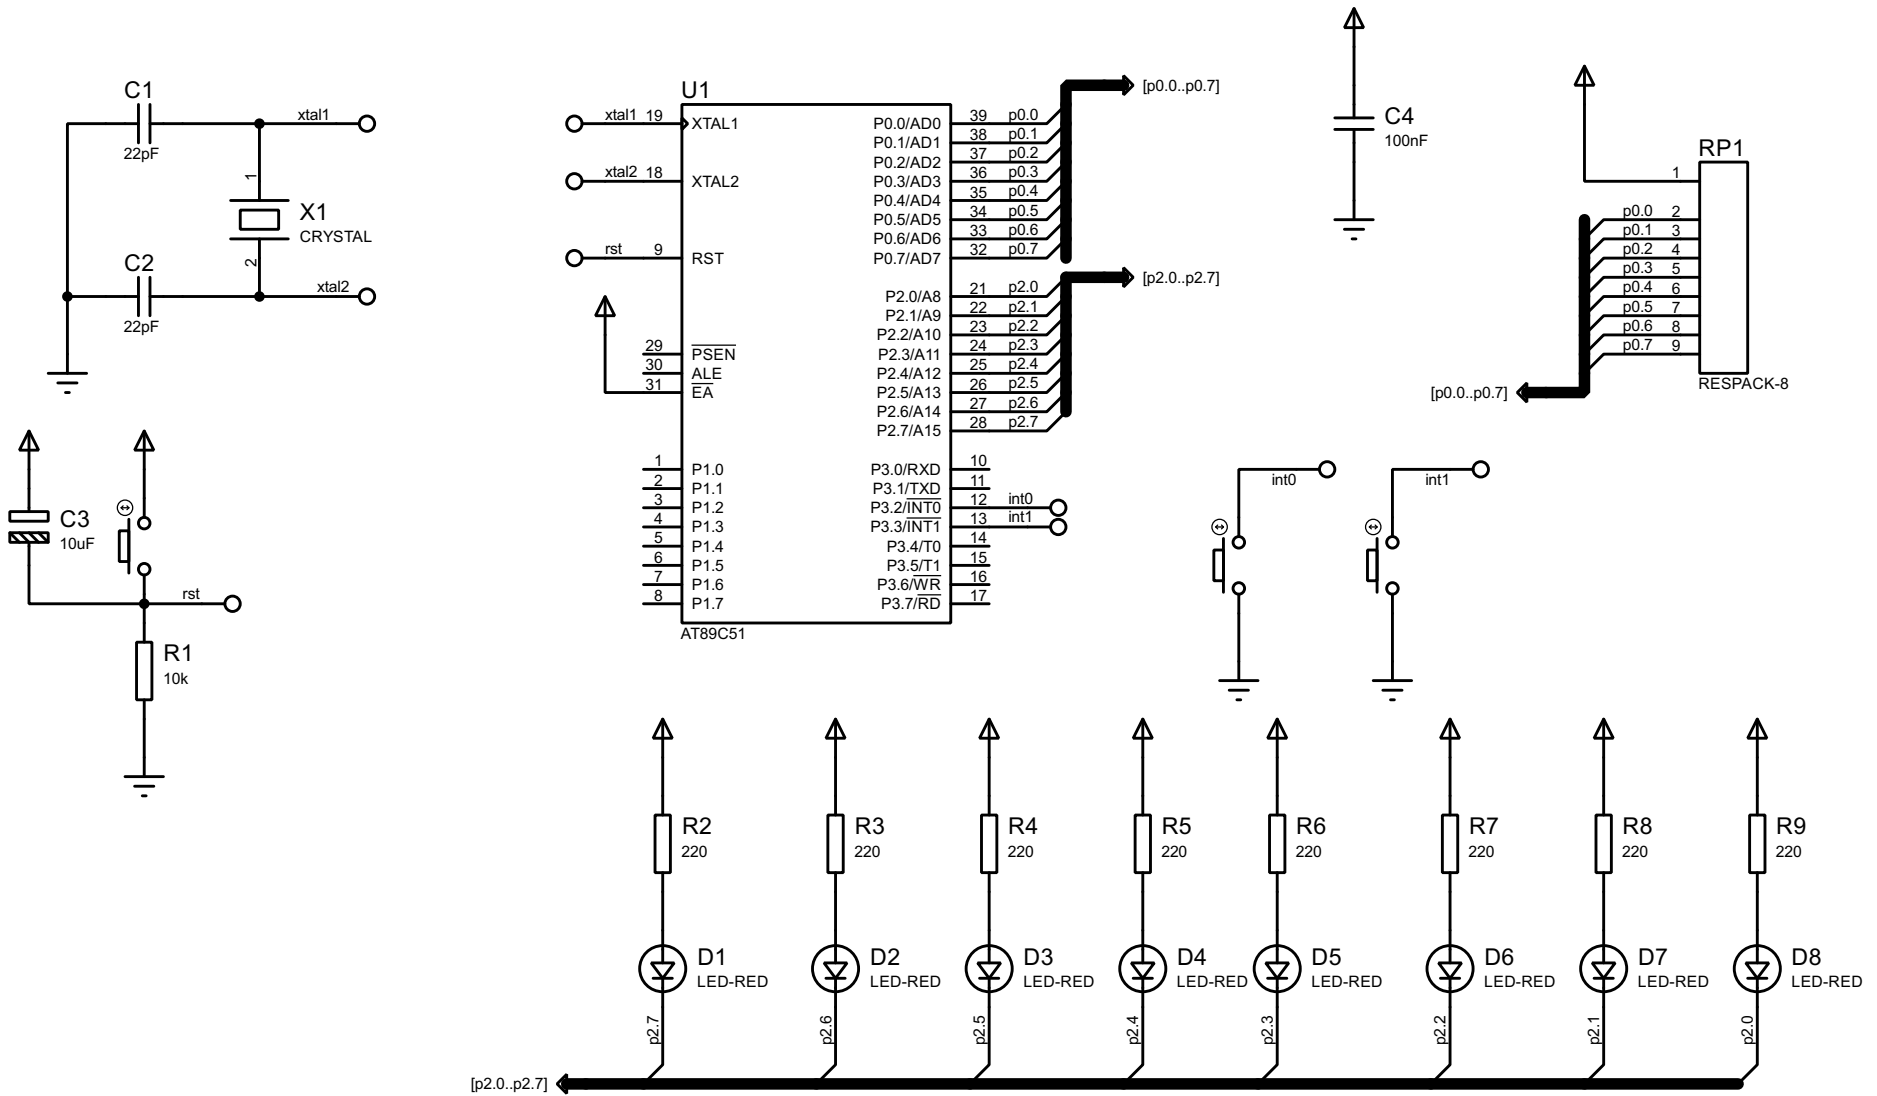 C1
22pF
xtal1
1
X1
CRYSTAL
2
C2
22pF
xtal2
C3
10uF
rst
R1
10k
U1
xtal1 19 XTAL1
xtal2 18 XTAL2
rst 9 RST
29 PSEN
30 ALE
31 EA
1 P1.0
2 P1.1
3 P1.2
4 P1.3
5 P1.4
6 P1.5
7 P1.6
8 P1.7
P0.0/AD0 39 p0.0
P0.1/AD1 38 p0.1
P0.2/AD2 37 p0.2
P0.3/AD3 36 p0.3
P0.4/AD4 35 p0.4
P0.5/AD5 34 p0.5
P0.6/AD6 33 p0.6
P0.7/AD7 32 p0.7
P2.0/A8 21 p2.0
P2.1/A9 22 p2.1
P2.2/A10 23 p2.2
P2.3/A11 24 p2.3
P2.4/A12 25 p2.4
P2.5/A13 26 p2.5
P2.6/A14 27 p2.6
P2.7/A15 28 p2.7
P3.0/RXD 10
P3.1/TXD 11
P3.2/INT0 12 int0
P3.3/INT1 13 int1
P3.4/T0 14
P3.5/T1 15
P3.6/WR 16
P3.7/RD 17
AT89C51
[p0.0..p0.7]
[p2.0..p2.7]
C4
100nF
RP1
1
p0.0 2
p0.1 3
p0.2 4
p0.3 5
p0.4 6
p0.5 7
p0.6 8
p0.7 9
RESPACK-8
[p0.0..p0.7]
int0
int1
R2
220
R3
220
R4
220
R5
220
R6
220
R7
220
R8
220
R9
220
D1
LED-RED
D2
LED-RED
D3
LED-RED
D4
LED-RED
D5
LED-RED
D6
LED-RED
D7
LED-RED
D8
LED-RED
p2.7
p2.6
p2.5
p2.4
p2.3
p2.2
p2.1
p2.0
[p2.0..p2.7]